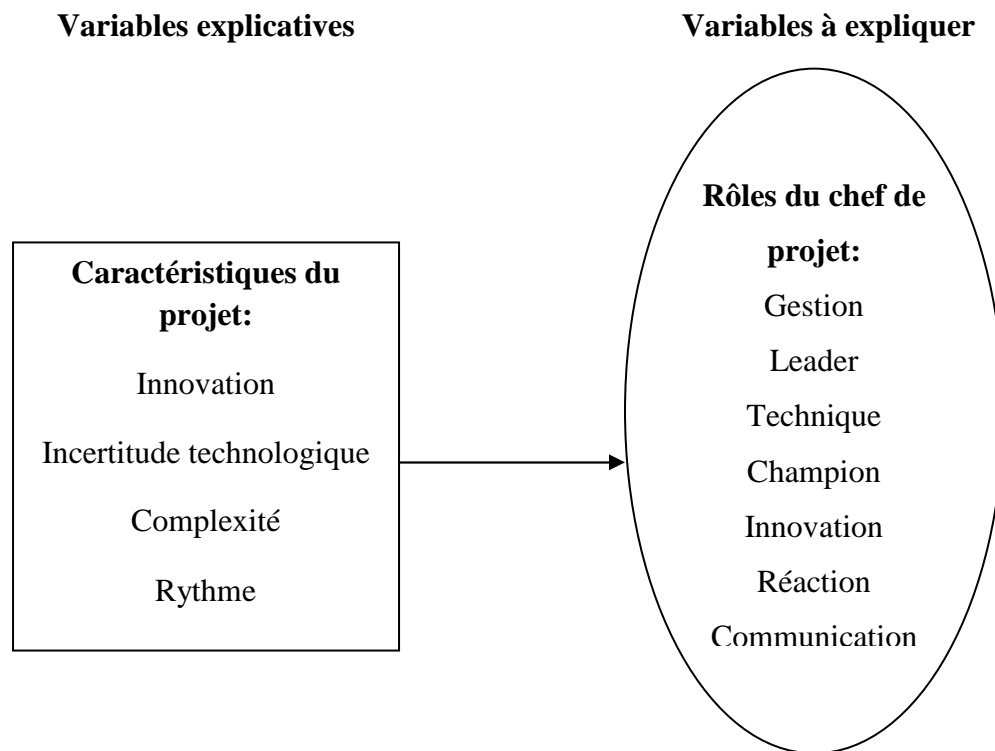 Variables explicatives
Variables à expliquer
Caractéristiques du
projet:
Innovation
Incertitude technologique
Complexité
Rythme
Rôles du chef de
projet:
Gestion
Leader
Technique
Champion
Innovation
Réaction
Communication